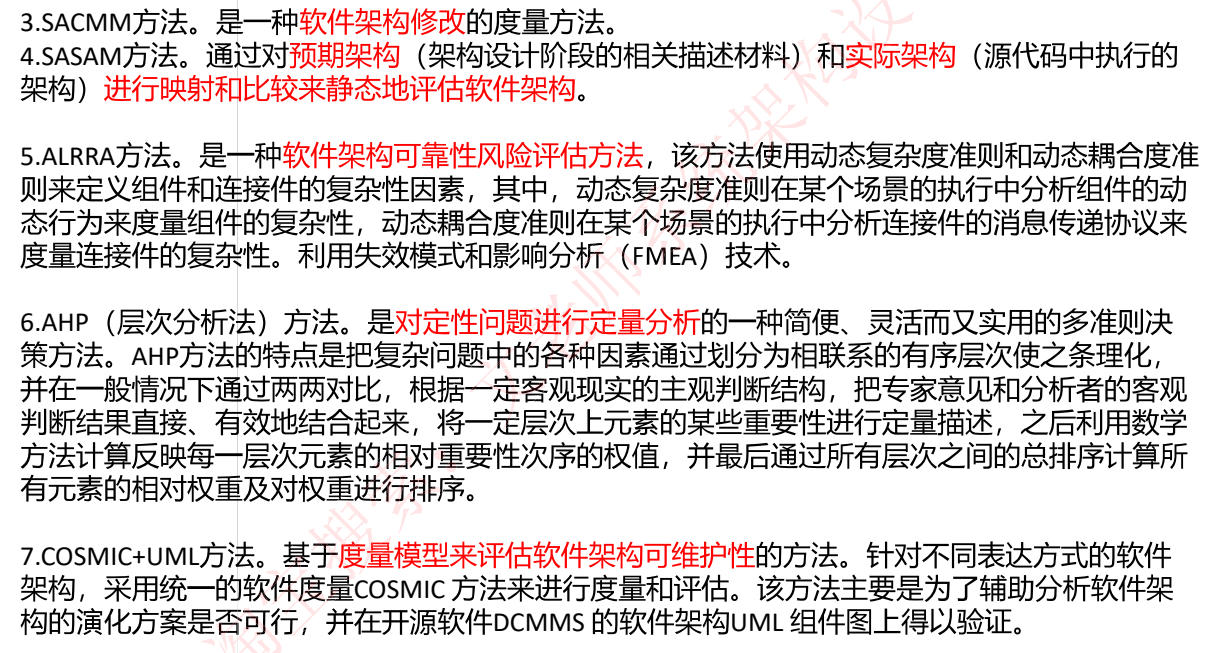 3.SACMM方法。是一种软件架构修改的度量方法。
4.SASAM方法。通过对预期架构（架构设计阶段的相关描述材料）和实际架构（源代码中执行的
架构）进行映射和比较来静态地评估软件架构。
5.ALRRA方法。是一种软件架构可靠性风险评估方法，该方法使用动态复杂度准则和动态耦合度准
则来定义组件和连接件的复杂性因素，其中，动态复杂度准则在某个场景的执行中分析组件的动
态行为来度量组件的复杂性，动态耦合度准则在某个场景的执行中分析连接件的消息传递协议来
度量连接件的复杂性。利用失效模式和影响分析（FMEA）技术。
6.AHP（层次分析法）方法。是对定性问题进行定量分析的一种简便、灵活而又实用的多准则决
策方法。AHP方法的特点是把复杂问题中的各种因素通过划分为相联系的有序层次使之条理化，
并在一般情况下通过两两对比，根据一定客观现实的主观判断结构，把专家意见和分析者的客观
判断结果直接、有效地结合起来，将一定层次上元素的某些重要性进行定量描述，之后利用数学
方法计算反映每一层次元素的相对重要性次序的权值，并最后通过所有层次之间的总排序计算所
有元素的相对权重及对权重进行排序。
7.COSMIC+UML方法。基于度量模型来评估软件架构可维护性的方法。针对不同表达方式的软件
架构，采用统一的软件度量COSMIC 方法来进行度量和评估。该方法主要是为了辅助分析软件架
构的演化方案是否可行，并在开源软件DCMMS 的软件架构UML 组件图上得以验证。